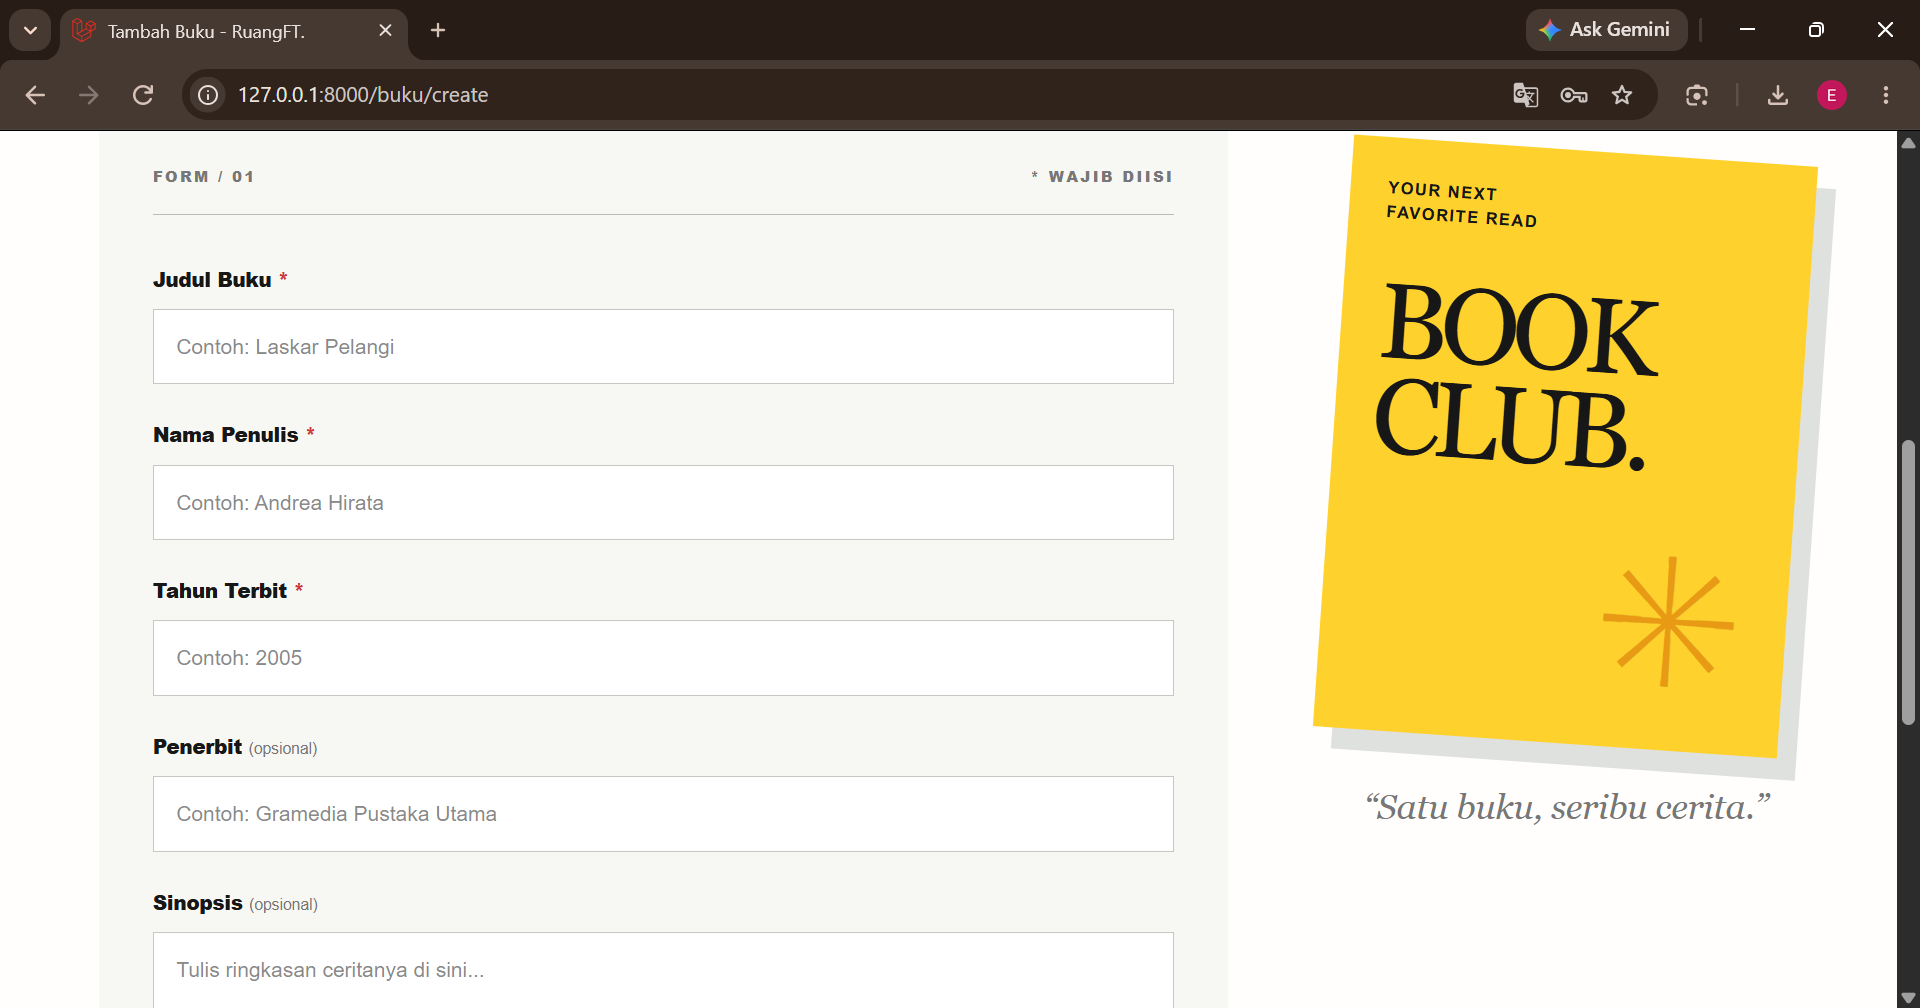 Tambah Buku - RuangFT.
Ask Gemini
127.0.0.1:8000/buku/create
E
FORM / 01
* WAJIB DIISI
Judul Buku *
Contoh: Laskar Pelangi
Nama Penulis *
Contoh: Andrea Hirata
Tahun Terbit *
Contoh: 2005
Penerbit (opsional)
Contoh: Gramedia Pustaka Utama
Sinopsis (opsional)
Tulis ringkasan ceritanya di sini...
YOUR NEXT
FAVORITE READ
BOOK
CLUB.
“Satu buku, seribu cerita.”